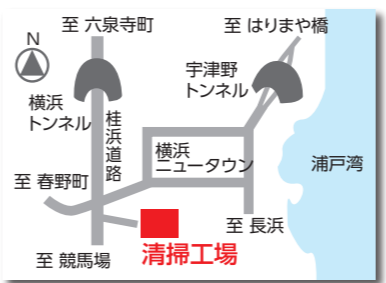 至 六泉寺町
至 はりまや橋
N
宇津野
トンネル
横浜
トンネル
桂浜道路
横浜
ニュータウン
浦戸湾
至 春野町
至 長浜
清掃工場
至 競馬場